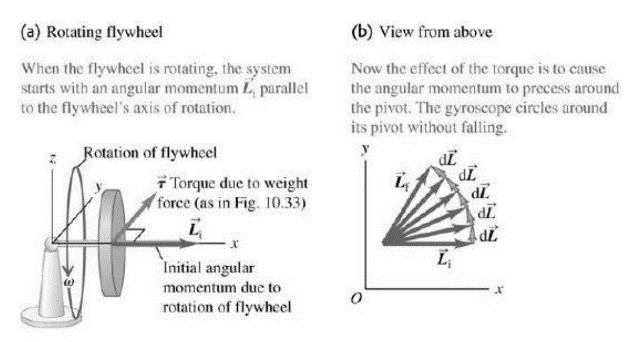 (a) Rotating flywheel
When the flywheel is rotating, the system
starts with an angular momentum L⃗i parallel
to the flywheel's axis of rotation.
z
Rotation of flywheel
y
τ⃗ Torque due to weight
force (as in Fig. 10.33)
L⃗i
x
ω
Initial angular
momentum due to
rotation of flywheel
(b) View from above
Now the effect of the torque is to cause
the angular momentum to precess around
the pivot. The gyroscope circles around
its pivot without falling.
y
dL⃗
L⃗f
dL⃗
dL⃗
dL⃗
dL⃗
L⃗i
O
x